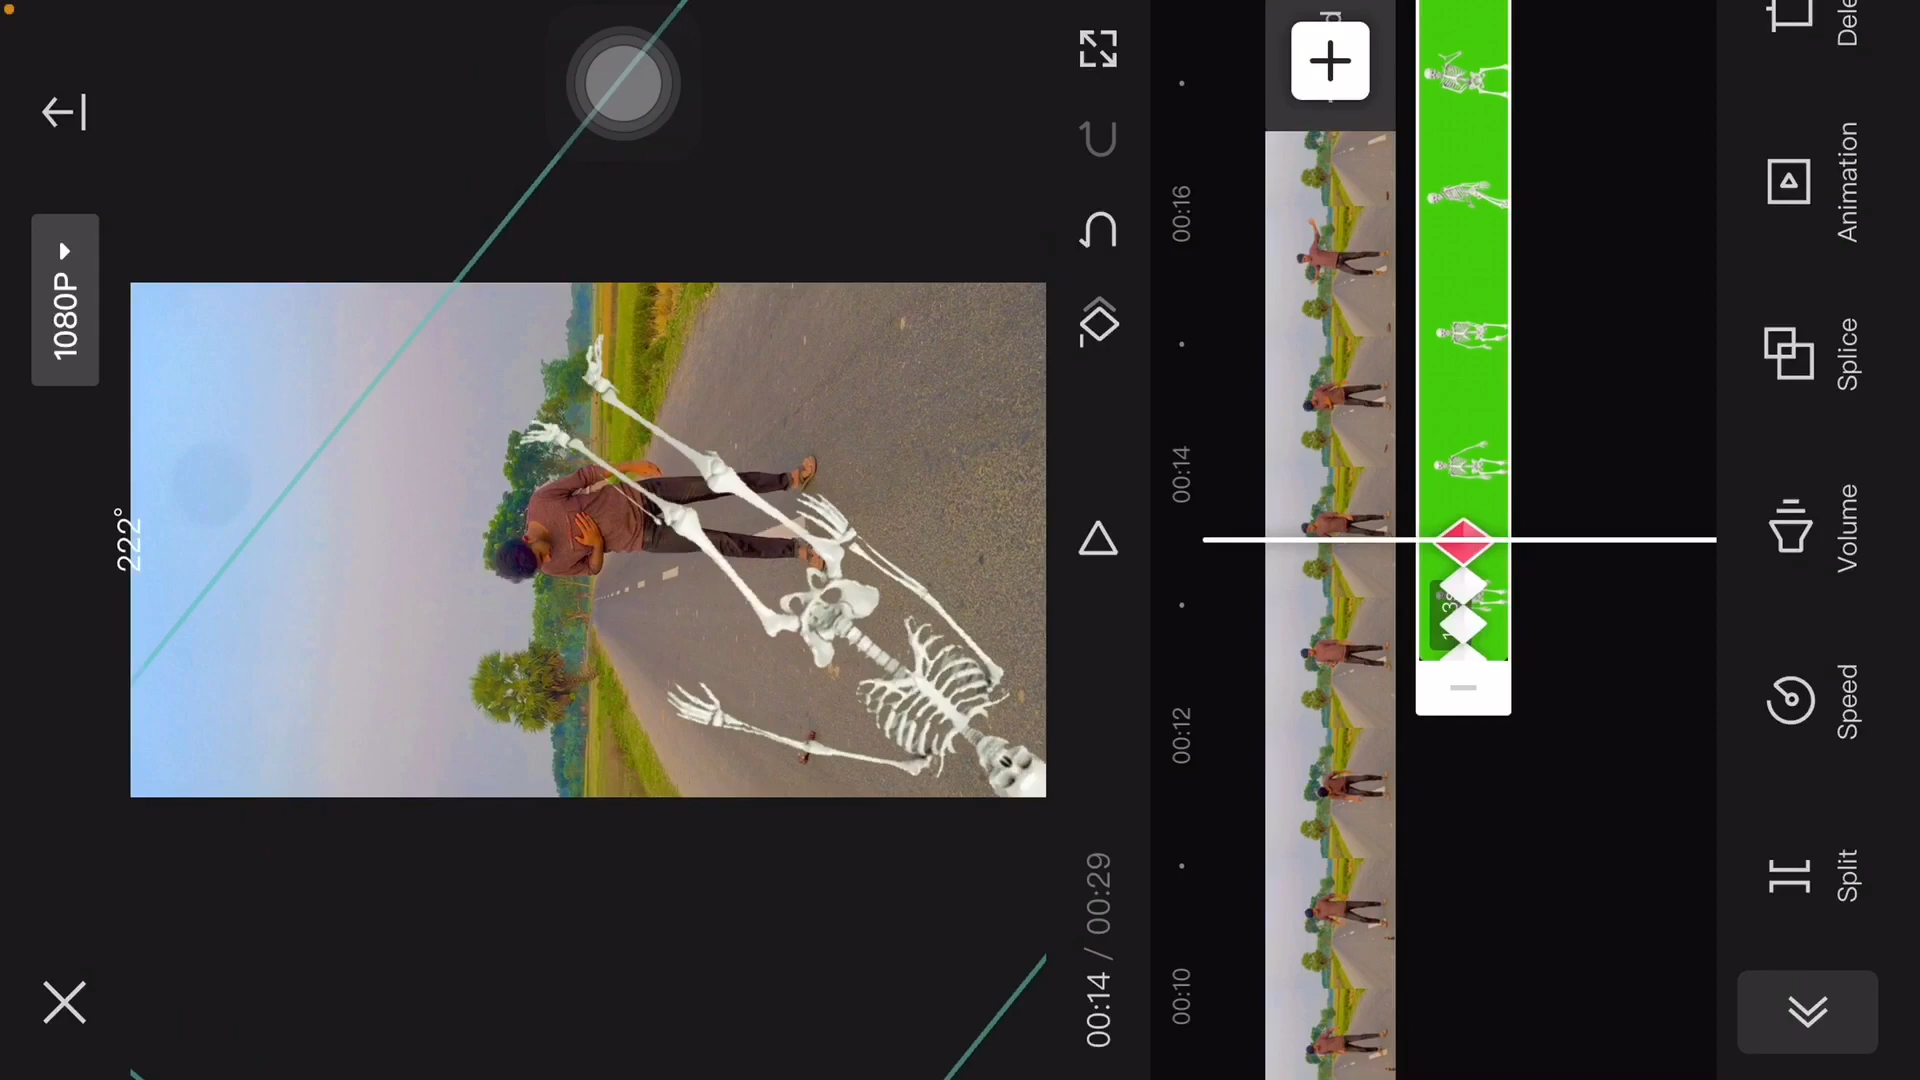 1080P
222°
00:14 / 00:29
00:10
00:12
00:14
00:16
Split
Speed
Volume
Splice
Animation